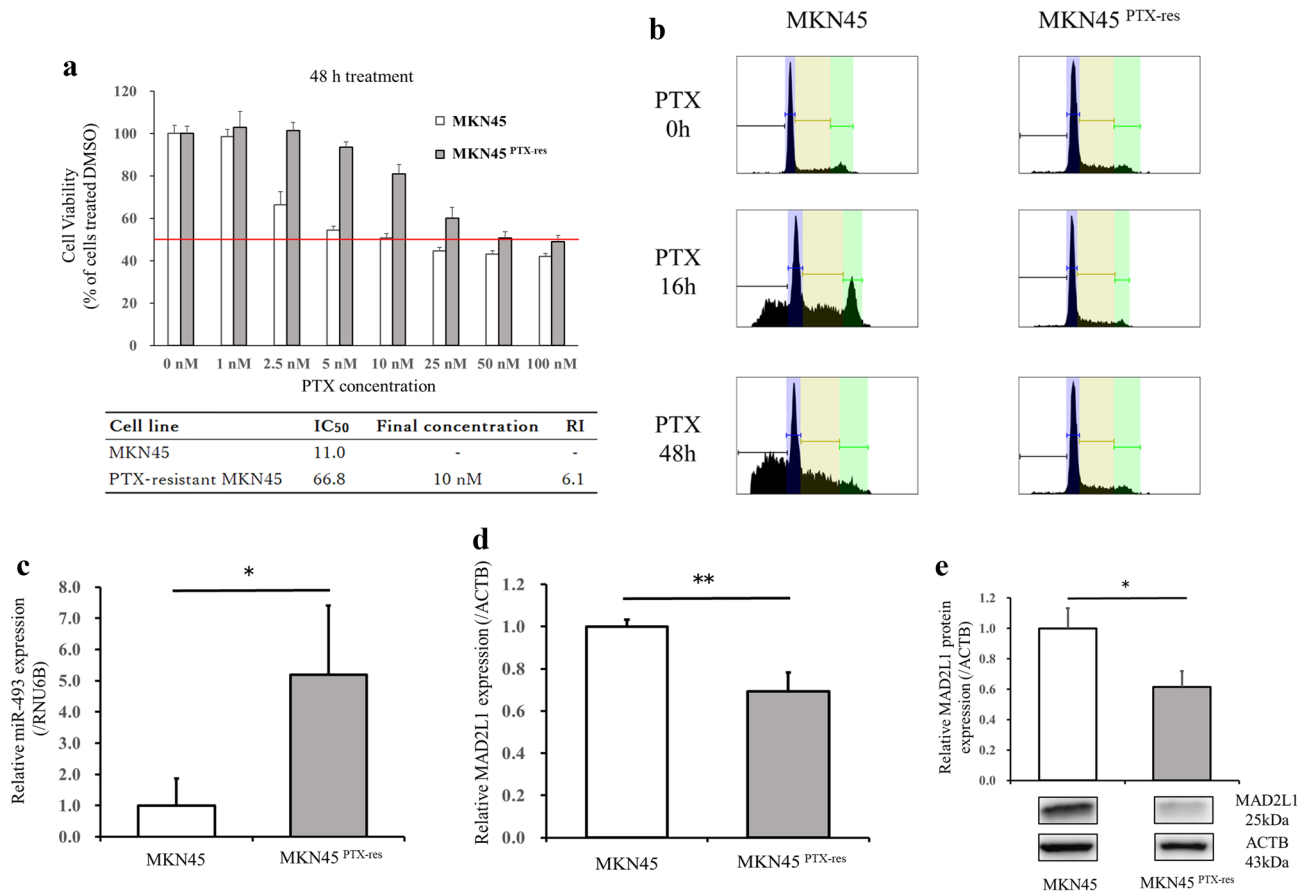 a
48 h treatment
Cell Viability
(% of cells treated DMSO)
120
100
80
60
40
20
0
MKN45
MKN45 PTX-res
0 nM 1 nM 2.5 nM 5 nM 10 nM 25 nM 50 nM 100 nM
PTX concentration
Cell line IC50 Final concentration RI
MKN45 11.0 - -
PTX-resistant MKN45 66.8 10 nM 6.1
b
MKN45 MKN45 PTX-res
PTX
0h
PTX
16h
PTX
48h
c
Relative miR-493 expression
(/RNU6B)
8.0
7.0
6.0
5.0
4.0
3.0
2.0
1.0
0.0
*
MKN45 MKN45 PTX-res
d
Relative MAD2L1 expression (/ACTB)
1.2
1.0
0.8
0.6
0.4
0.2
0.0
**
MKN45 MKN45 PTX-res
e
Relative MAD2L1 protein
expression (/ACTB)
1.2
1.0
0.8
0.6
0.4
0.2
0.0
*
MAD2L1
25kDa
ACTB
43kDa
MKN45 MKN45 PTX-res